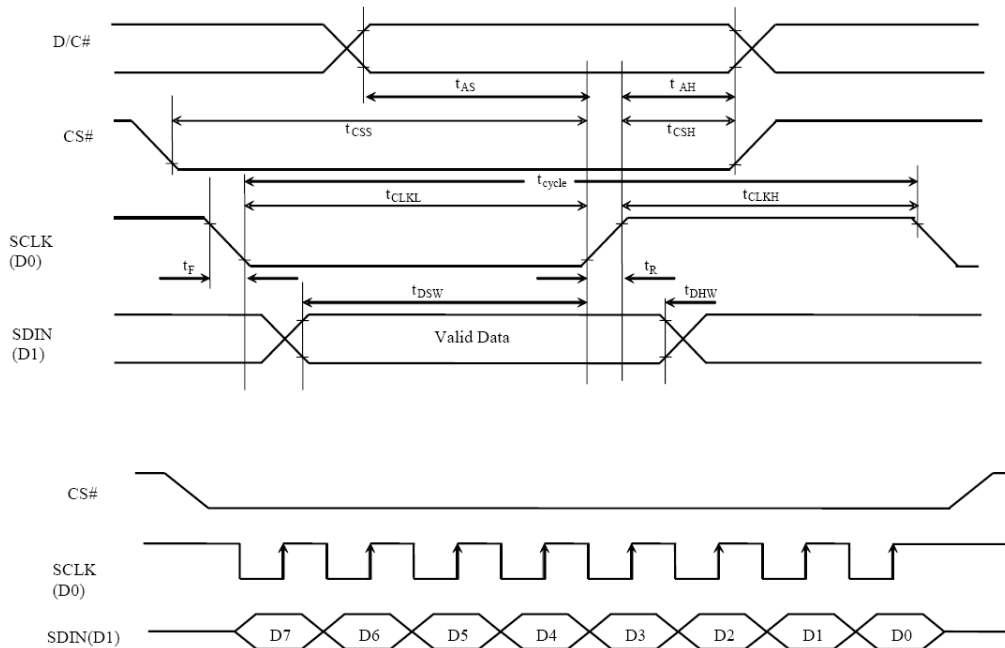 D/C#
tAS
t AH
CS#
tCSS
tCSH
tcycle
tCLKL
tCLKH
SCLK
(D0)
tF
tR
tDSW
tDHW
SDIN
(D1)
Valid Data
CS#
SCLK
(D0)
SDIN(D1)
D7 D6 D5 D4 D3 D2 D1 D0